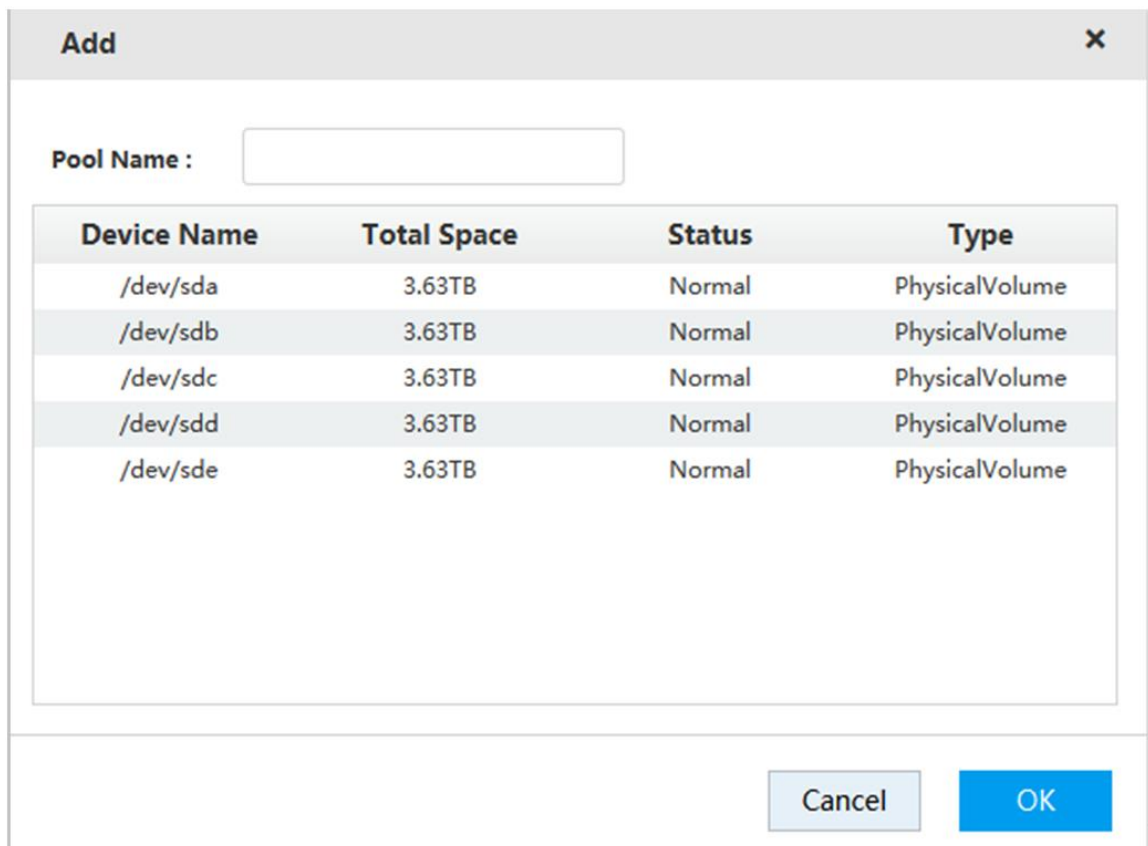 Add
Pool Name :
Device Name Total Space Status Type
/dev/sda 3.63TB Normal PhysicalVolume
/dev/sdb 3.63TB Normal PhysicalVolume
/dev/sdc 3.63TB Normal PhysicalVolume
/dev/sdd 3.63TB Normal PhysicalVolume
/dev/sde 3.63TB Normal PhysicalVolume
Cancel OK